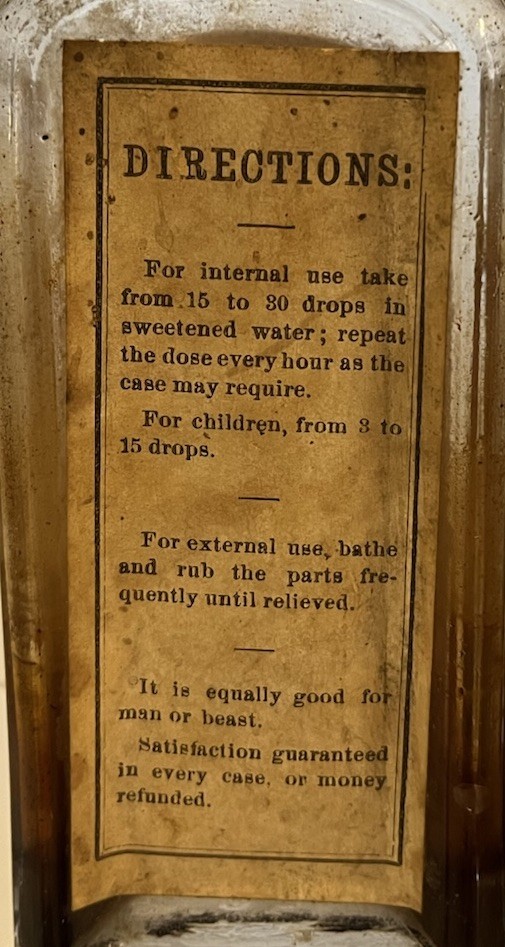 DIRECTIONS:
For internal use take
from 15 to 30 drops in
sweetened water; repeat
the dose every hour as the
case may require.
For children, from 3 to
15 drops.
For external use, bathe
and rub the parts fre-
quently until relieved.
It is equally good for
man or beast.
Satisfaction guaranteed
in every case, or money
refunded.